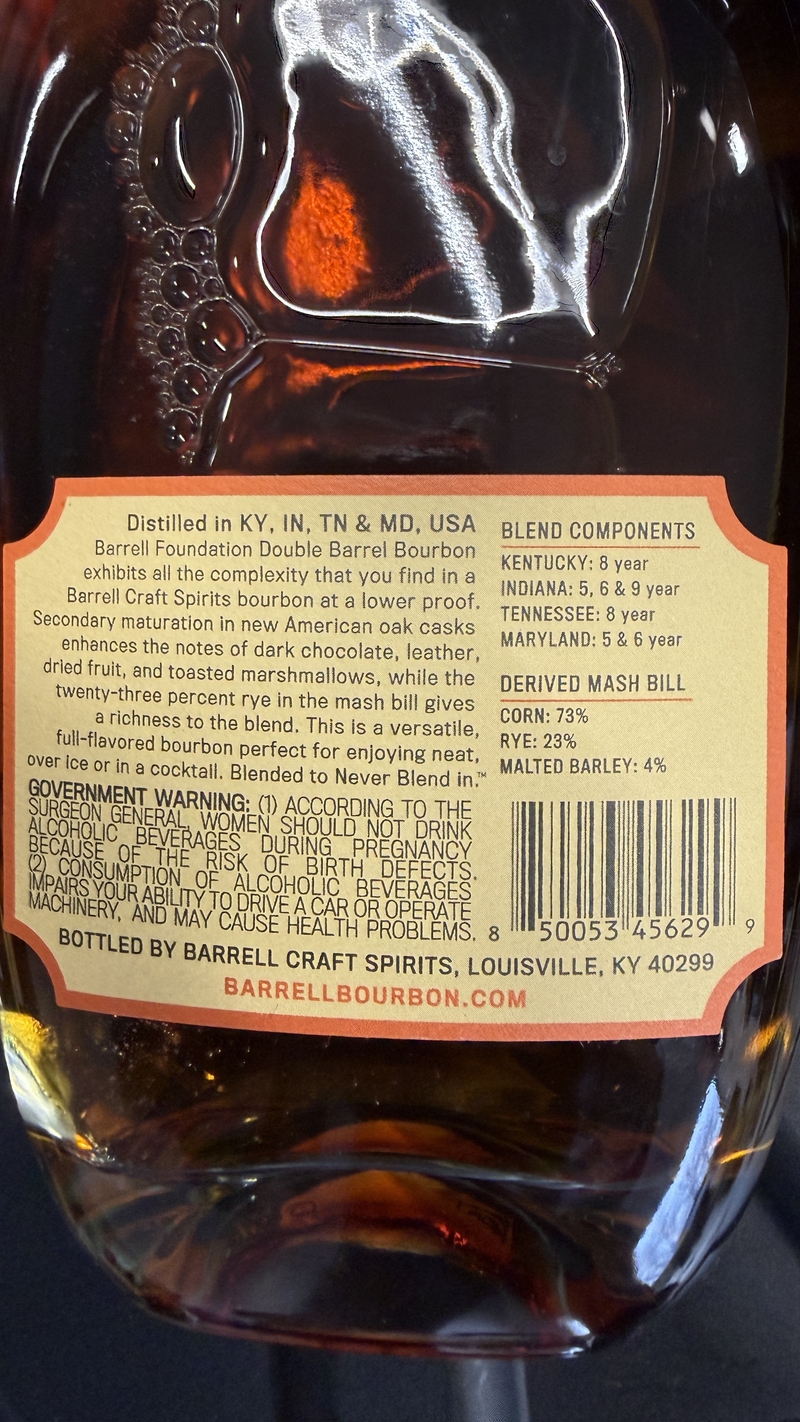 Distilled in KY, IN, TN & MD, USA
Barrell Foundation Double Barrel Bourbon
exhibits all the complexity that you find in a
Barrell Craft Spirits bourbon at a lower proof.
Secondary maturation in new American oak casks
enhances the notes of dark chocolate, leather,
dried fruit, and toasted marshmallows, while the
twenty-three percent rye in the mash bill gives
a richness to the blend. This is a versatile,
full-flavored bourbon perfect for enjoying neat,
over ice or in a cocktail. Blended to Never Blend in.™
GOVERNMENT WARNING: (1) ACCORDING TO THE
SURGEON GENERAL, WOMEN SHOULD NOT DRINK
ALCOHOLIC BEVERAGES DURING PREGNANCY
BECAUSE OF THE RISK OF BIRTH DEFECTS.
(2) CONSUMPTION OF ALCOHOLIC BEVERAGES
IMPAIRS YOUR ABILITY TO DRIVE A CAR OR OPERATE
MACHINERY, AND MAY CAUSE HEALTH PROBLEMS.
BLEND COMPONENTS
KENTUCKY: 8 year
INDIANA: 5, 6 & 9 year
TENNESSEE: 8 year
MARYLAND: 5 & 6 year
DERIVED MASH BILL
CORN: 73%
RYE: 23%
MALTED BARLEY: 4%
8 50053 45629 9
BOTTLED BY BARRELL CRAFT SPIRITS, LOUISVILLE, KY 40299
BARRELLBOURBON.COM